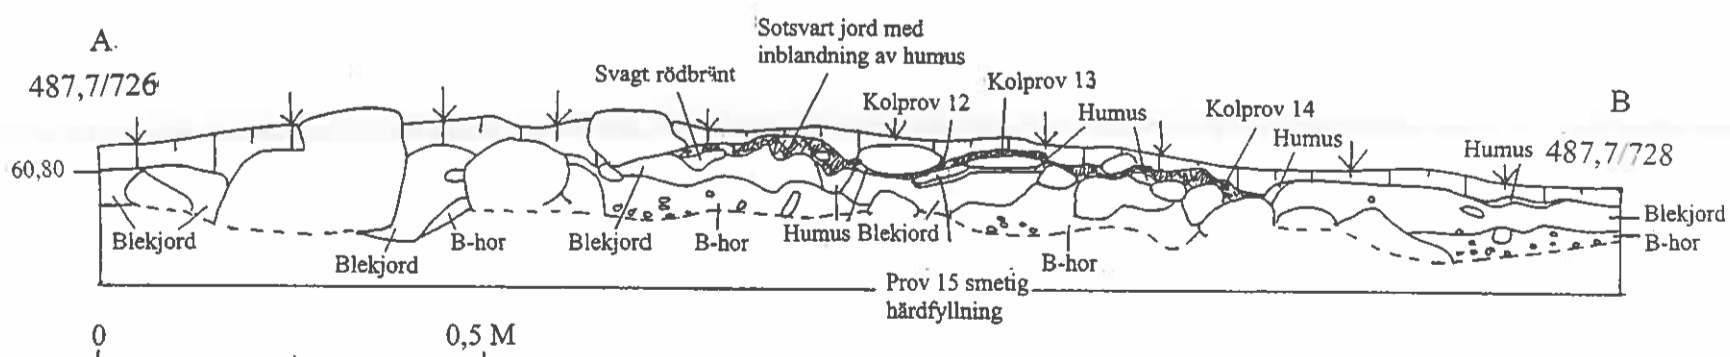 A
487,7/726
60,80
Sotsvart jord med
inblandning av humus
Svagt rödbränt
Kolprov 12
Kolprov 13
Humus
Kolprov 14
Humus
B
Humus
487,7/728
Blekjord
B-hor
Blekjord
Blekjord
B-hor
Blekjord
B-hor
Humus
Blekjord
B-hor
Prov 15 smetig
härdfyllning
0
0,5 M